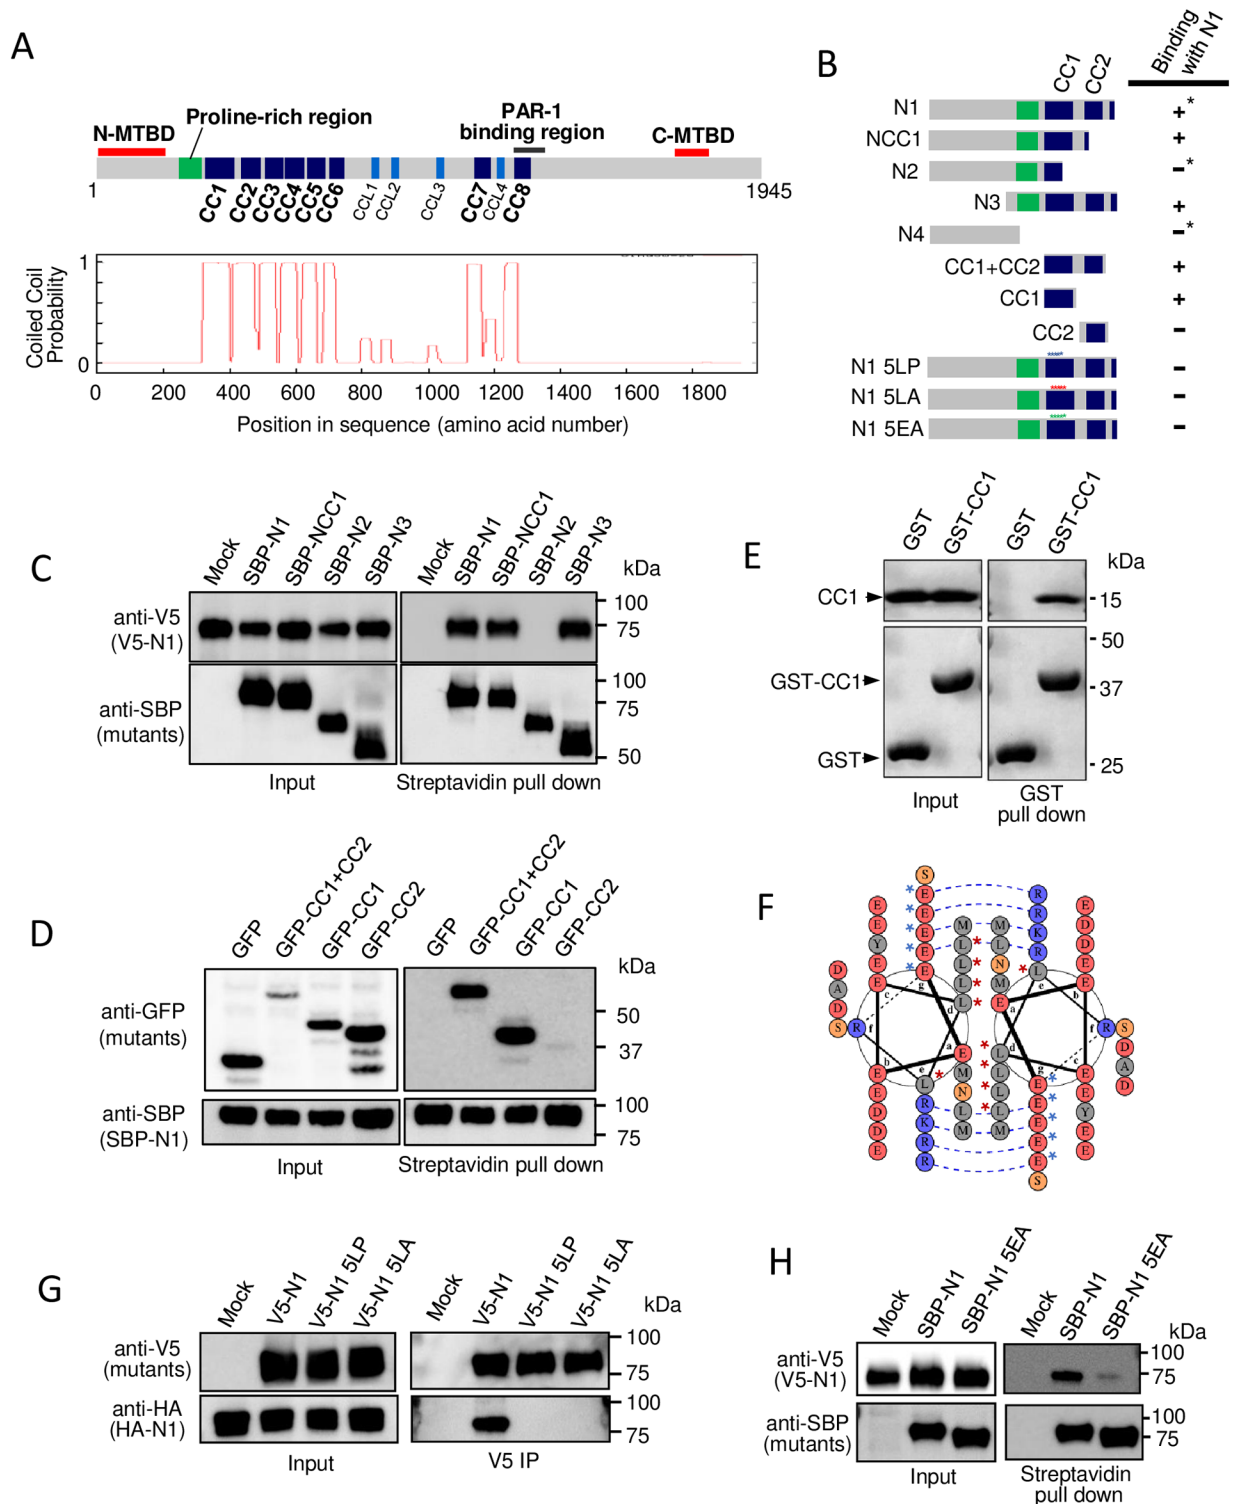 A
N-MTBD
Proline-rich region
PAR-1
binding region
C-MTBD
1
1945
CC1
CC2
CC3
CC4
CC5
CC6
CCL1
CCL2
CCL3
CC7
CCL4
CC8
Coiled Coil
Probability
1
0
0 200 400 600 800 1000 1200 1400 1600 1800
Position in sequence (amino acid number)
B
CC1
CC2
Binding
with N1
N1 +*
NCC1 +
N2 -*
N3 +
N4 -*
CC1+CC2 +
CC1 +
CC2 -
N1 5LP -
N1 5LA -
N1 5EA -
C
Mock SBP-N1 SBP-NCC1 SBP-N2 SBP-N3
Mock SBP-N1 SBP-NCC1 SBP-N2 SBP-N3
kDa
anti-V5
(V5-N1)
100
75
anti-SBP
(mutants)
100
75
50
Input
Streptavidin pull down
E
GST GST-CC1
GST GST-CC1
kDa
CC1
15
50
GST-CC1
37
GST
25
Input
GST
pull down
D
GFP GFP-CC1+CC2 GFP-CC1 GFP-CC2
GFP GFP-CC1+CC2 GFP-CC1 GFP-CC2
kDa
anti-GFP
(mutants)
50
37
anti-SBP
(SBP-N1)
100
75
Input
Streptavidin pull down
F
S
E
E
E
E
E
E
E
Y
E
E
D
A
D
S
R
E
E
D
D
E
L
R
K
R
R
M
L
L
L
L
E
M
N
L
M
M
L
N
M
E
L
L
L
L
M
R
R
K
R
L
E
D
D
E
E
R
S
D
A
D
E
E
Y
E
E
E
E
E
E
E
S
g
c
d
f
a
b
e
e
b
a
f
d
c
g
G
Mock V5-N1 V5-N1 5LP V5-N1 5LA
Mock V5-N1 V5-N1 5LP V5-N1 5LA
kDa
anti-V5
(mutants)
100
75
anti-HA
(HA-N1)
100
75
Input
V5 IP
H
Mock SBP-N1 SBP-N1 5EA
Mock SBP-N1 SBP-N1 5EA
kDa
anti-V5
(V5-N1)
100
75
anti-SBP
(mutants)
100
75
Input
Streptavidin
pull down